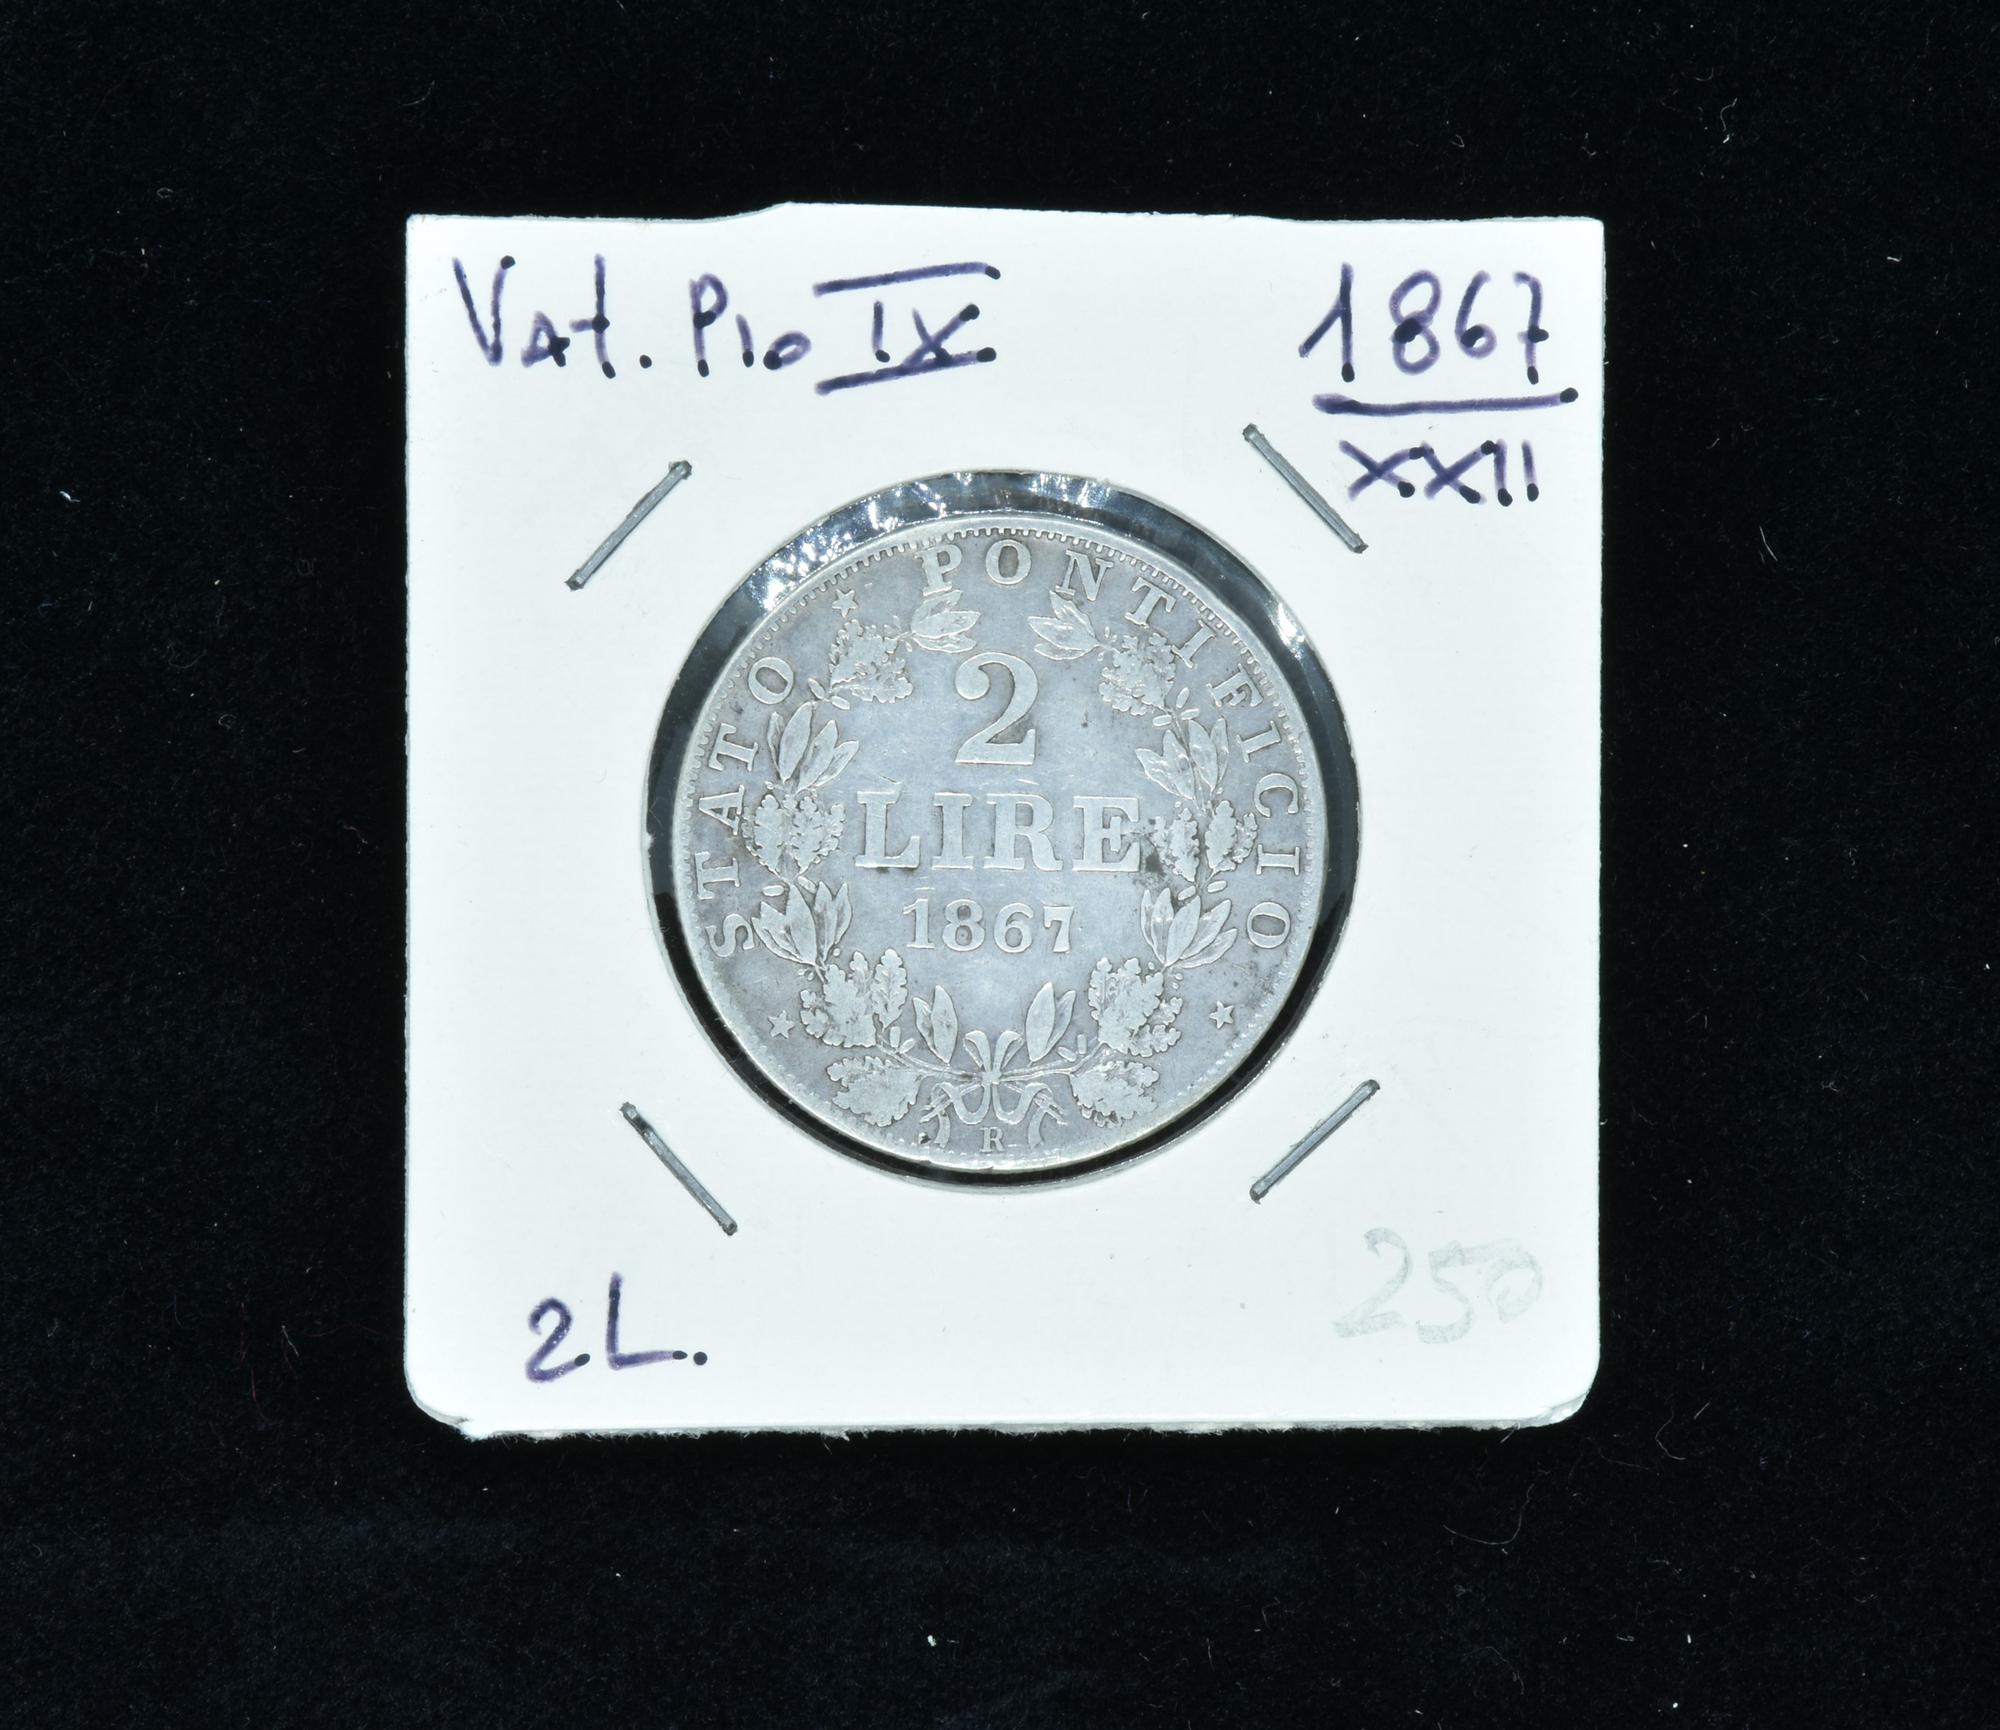 Vat. Pio IX
1867
XXII
STATO PONTIFICIO
2
LIRE
1867
R
2L.
250